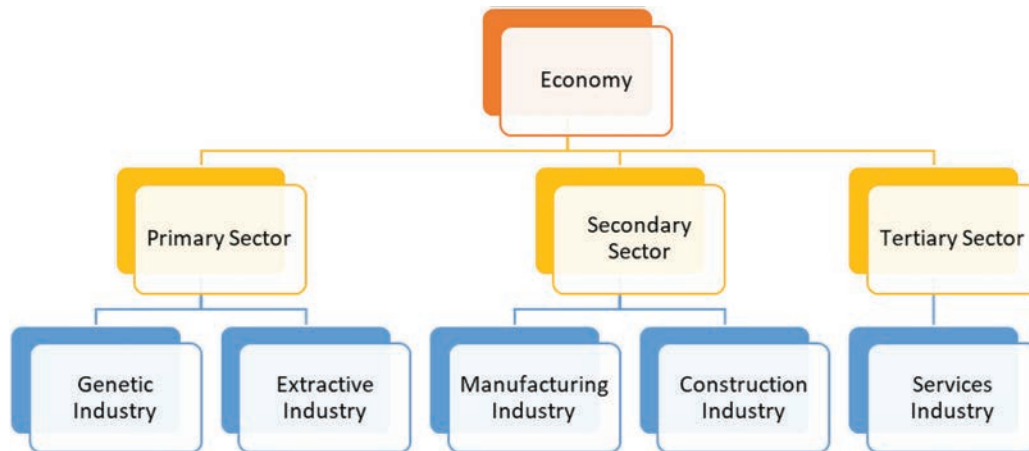 Economy
Primary Sector
Secondary
Sector
Tertiary Sector
Genetic
Industry
Extractive
Industry
Manufacturing
Industry
Construction
Industry
Services
Industry